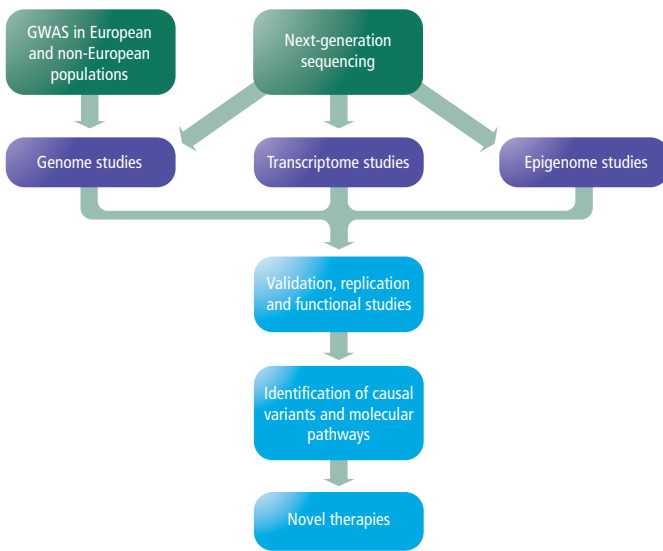 GWAS in European
and non-European
populations
Next-generation
sequencing
Genome studies
Transcriptome studies
Epigenome studies
Validation, replication
and functional studies
Identification of causal
variants and molecular
pathways
Novel therapies